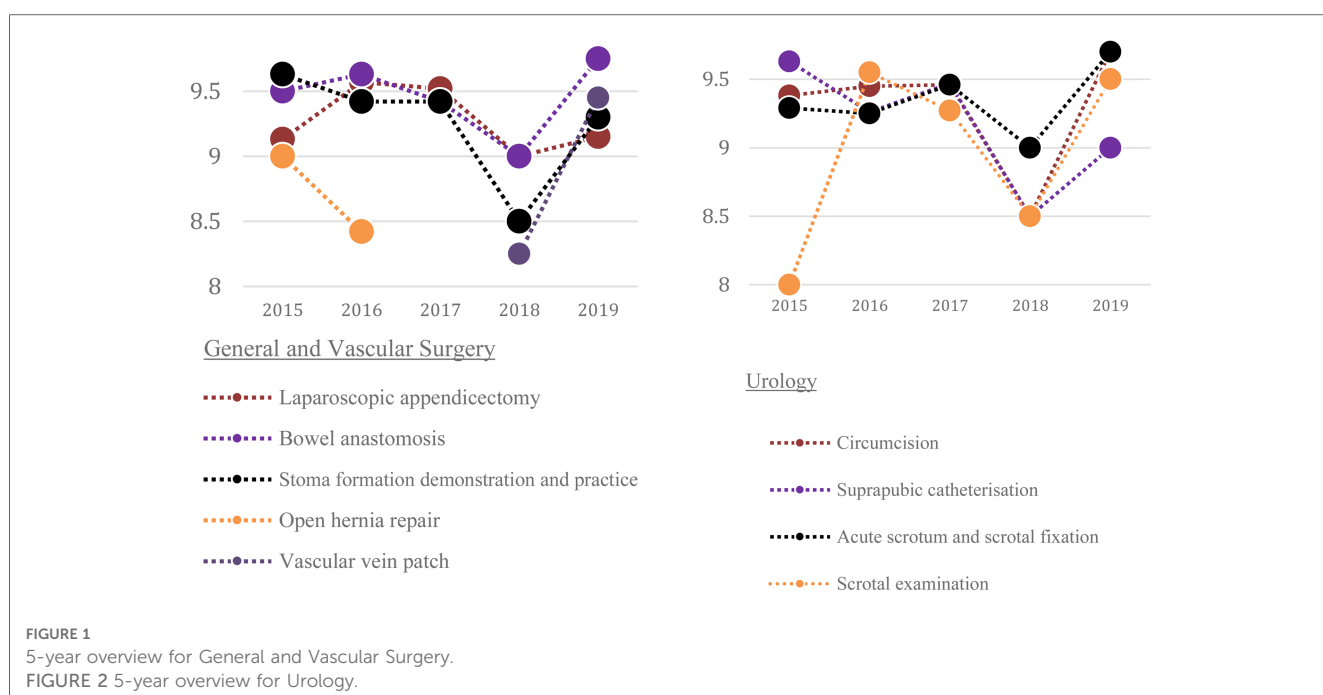 9.5
9
8.5
8
2015 2016 2017 2018 2019
General and Vascular Surgery
Laparoscopic appendicectomy
Bowel anastomosis
Stoma formation demonstration and practice
Open hernia repair
Vascular vein patch
9.5
9
8.5
8
2015 2016 2017 2018 2019
Urology
Circumcision
Suprapubic catheterisation
Acute scrotum and scrotal fixation
Scrotal examination
FIGURE 1
5-year overview for General and Vascular Surgery.
FIGURE 2 5-year overview for Urology.